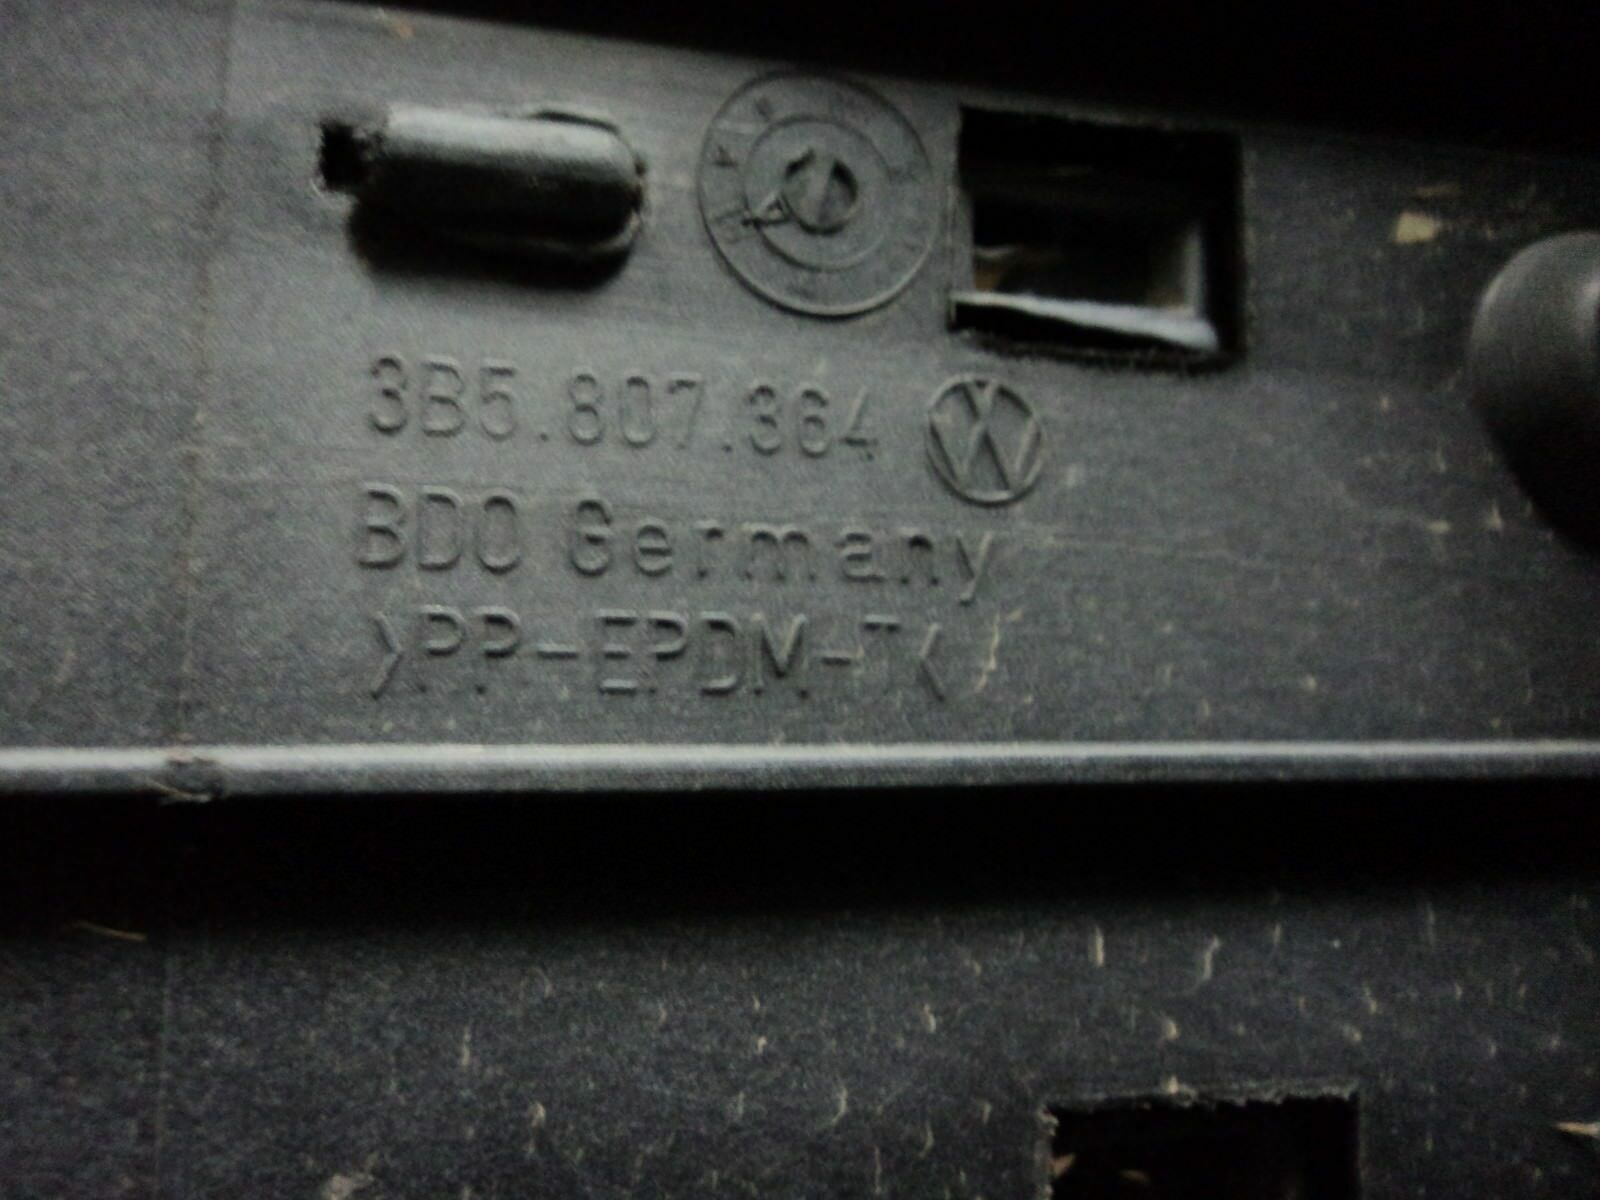 3B5.807.364
BDO Germany
>PP-EPDM-T<